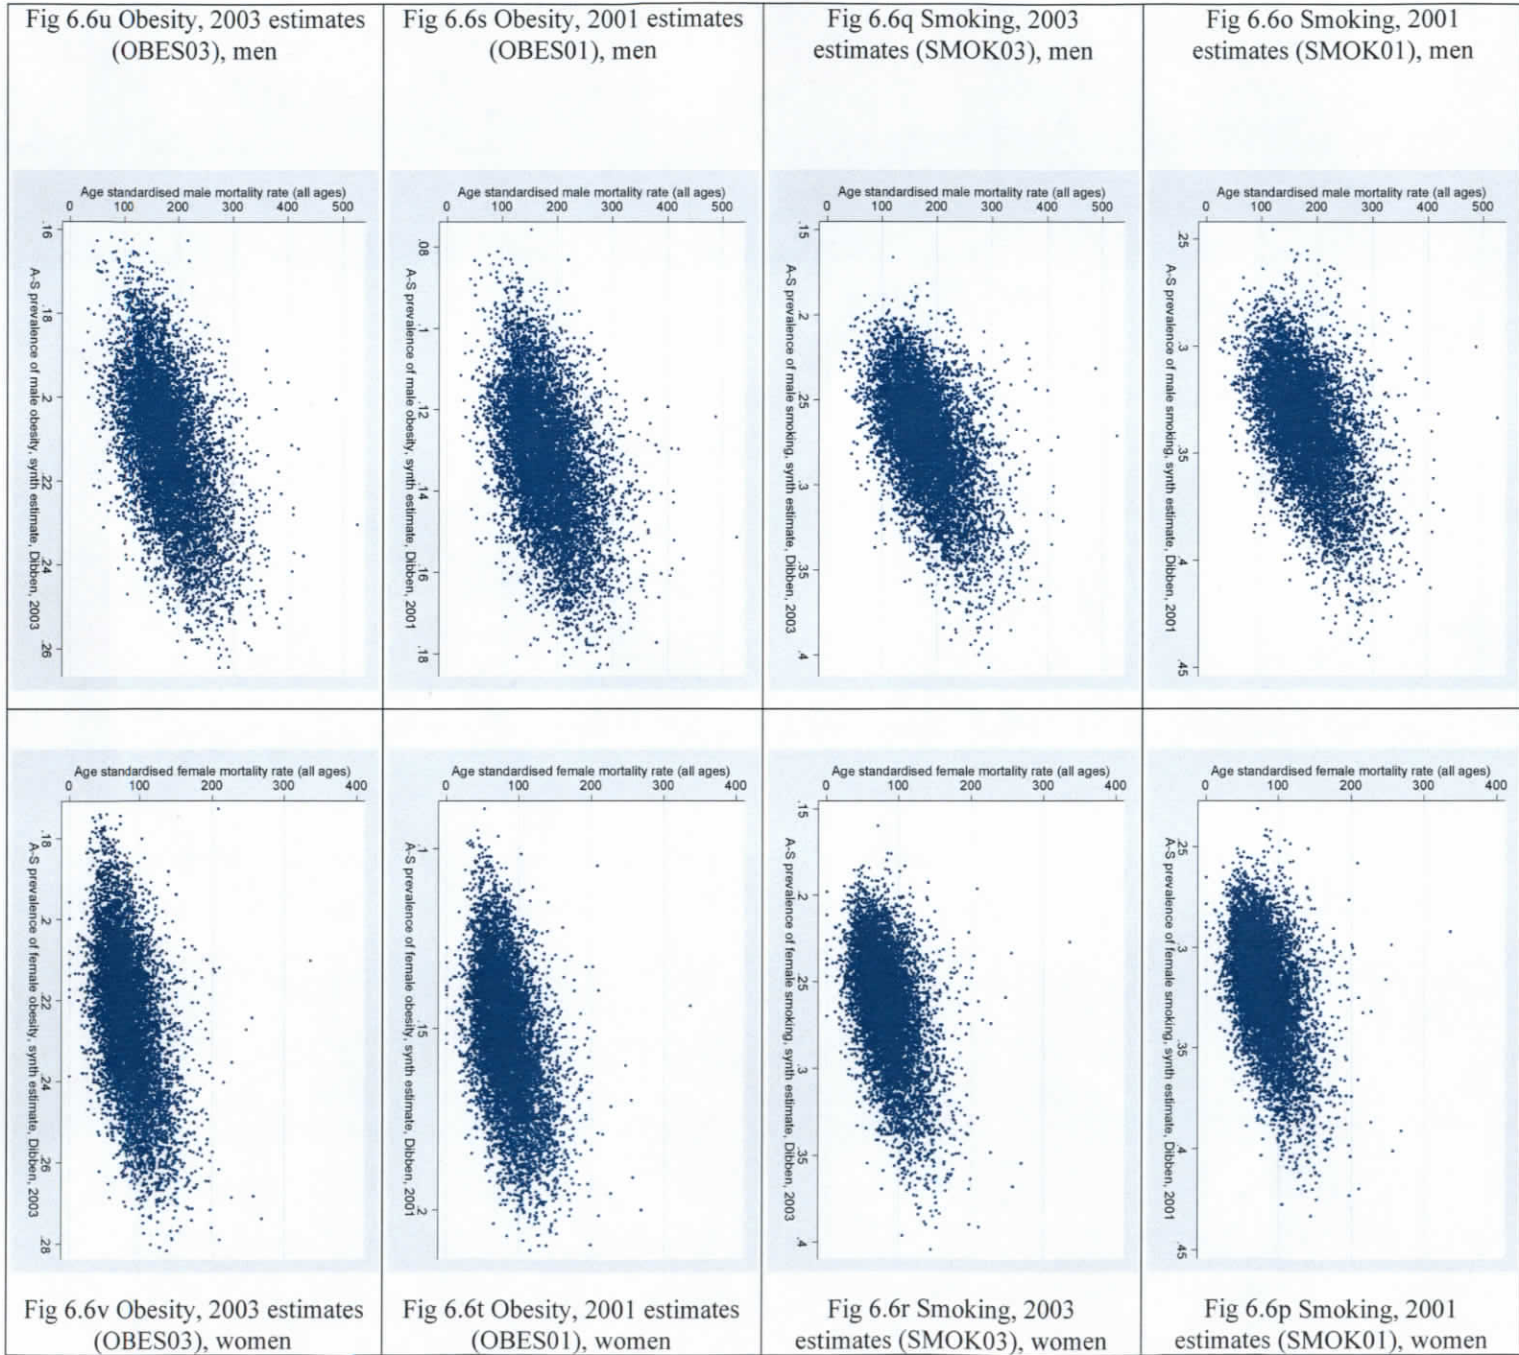 Fig 6.6u Obesity, 2003 estimates
(OBES03), men
Age standardised male mortality rate (all ages)
0 100 200 300 400 500
.16 .18 .2 .22 .24 .26
A-S prevalence of male obesity, synth estimate, Dibben, 2003
Fig 6.6s Obesity, 2001 estimates
(OBES01), men
Age standardised male mortality rate (all ages)
0 100 200 300 400 500
.08 .1 .12 .14 .16 .18
A-S prevalence of male obesity, synth estimate, Dibben, 2001
Fig 6.6q Smoking, 2003
estimates (SMOK03), men
Age standardised male mortality rate (all ages)
0 100 200 300 400 500
.15 .2 .25 .3 .35 .4
A-S prevalence of male smoking, synth estimate, Dibben, 2003
Fig 6.6o Smoking, 2001
estimates (SMOK01), men
Age standardised male mortality rate (all ages)
0 100 200 300 400 500
.25 .3 .35 .4 .45
A-S prevalence of male smoking, synth estimate, Dibben, 2001
Age standardised female mortality rate (all ages)
0 100 200 300 400
.18 .2 .22 .24 .26 .28
A-S prevalence of female obesity, synth estimate, Dibben, 2003
Fig 6.6v Obesity, 2003 estimates
(OBES03), women
Age standardised female mortality rate (all ages)
0 100 200 300 400
.1 .15 .2
A-S prevalence of female obesity, synth estimate, Dibben, 2001
Fig 6.6t Obesity, 2001 estimates
(OBES01), women
Age standardised female mortality rate (all ages)
0 100 200 300 400
.15 .2 .25 .3 .35 .4
A-S prevalence of female smoking, synth estimate, Dibben, 2003
Fig 6.6r Smoking, 2003
estimates (SMOK03), women
Age standardised female mortality rate (all ages)
0 100 200 300 400
.25 .3 .35 .4 .45
A-S prevalence of female smoking, synth estimate, Dibben, 2001
Fig 6.6p Smoking, 2001
estimates (SMOK01), women